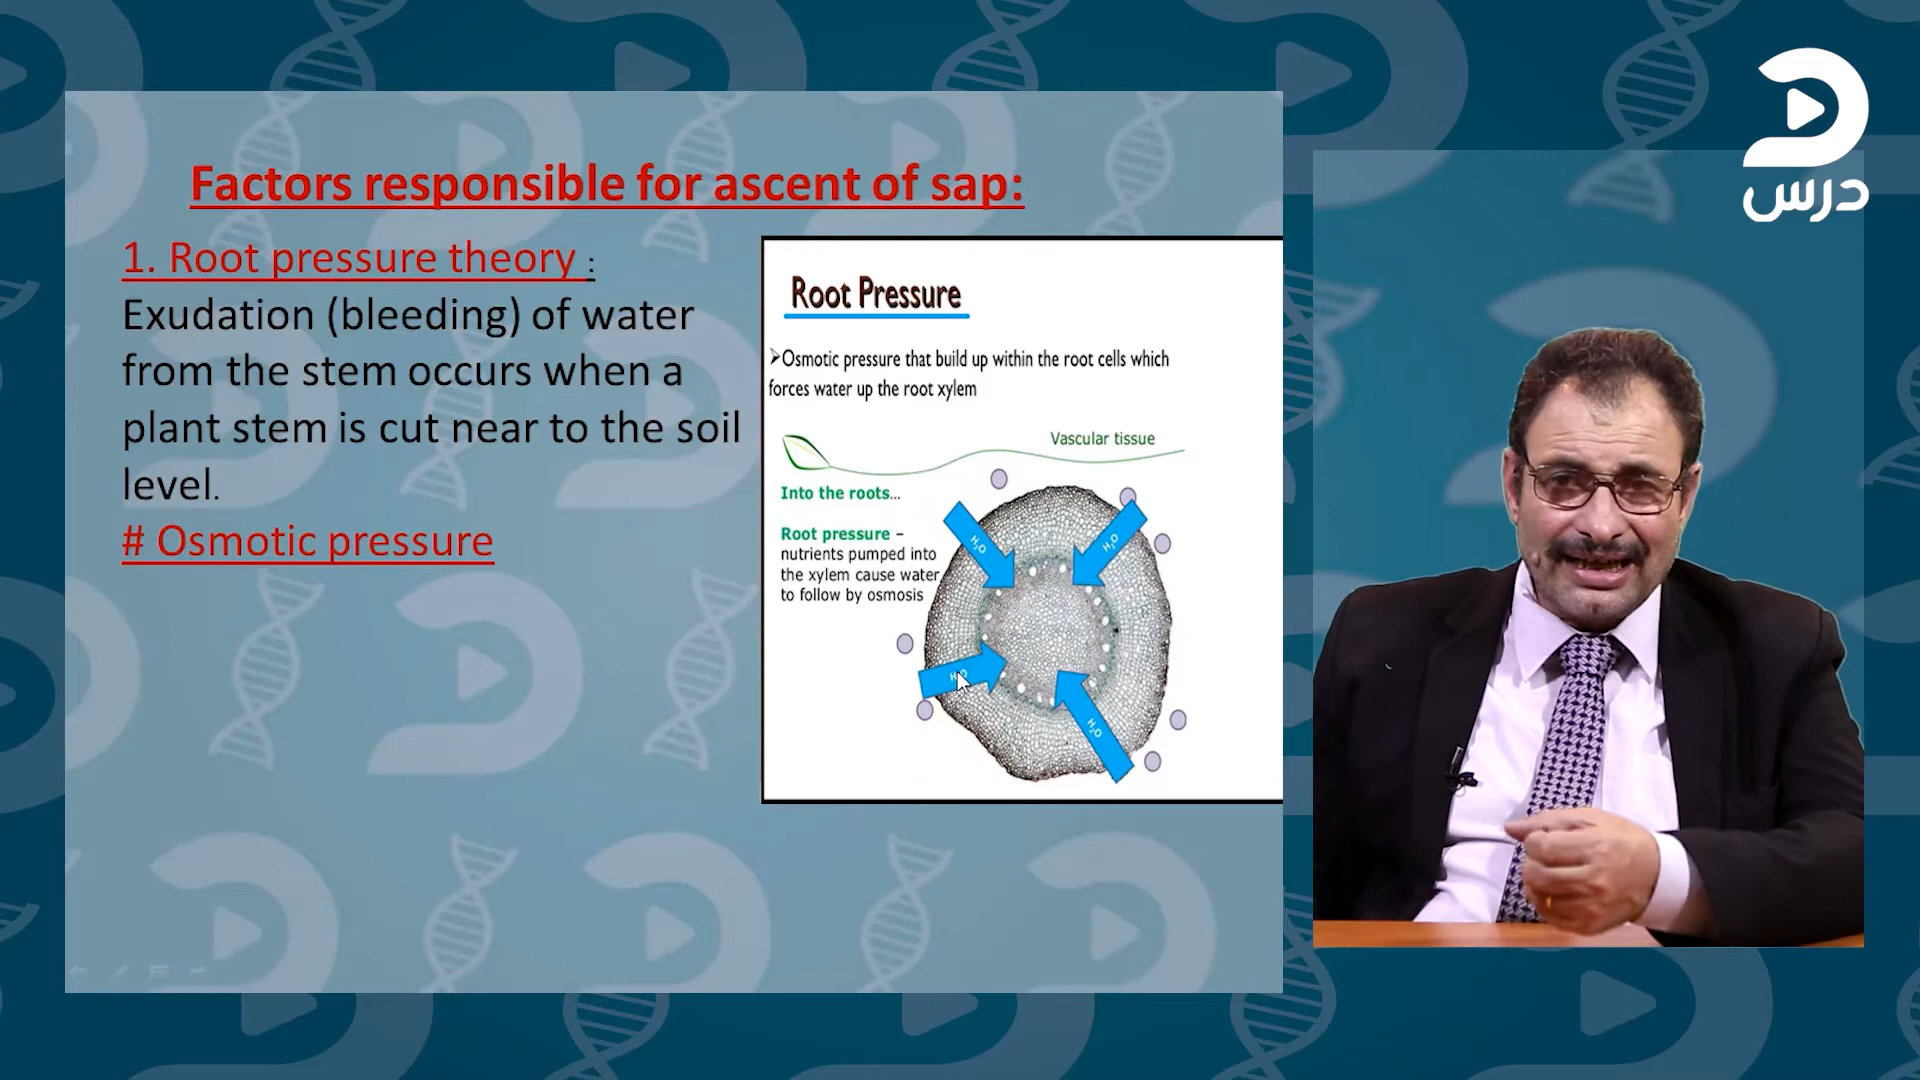 درس
Factors responsible for ascent of sap:
1. Root pressure theory :
Exudation (bleeding) of water
from the stem occurs when a
plant stem is cut near to the soil
level.
# Osmotic pressure
Root Pressure
➢Osmotic pressure that build up within the root cells which
forces water up the root xylem
Vascular tissue
Into the roots...
Root pressure –
nutrients pumped into
the xylem cause water
to follow by osmosis
H₂O
H₂O
H₂O
H₂O